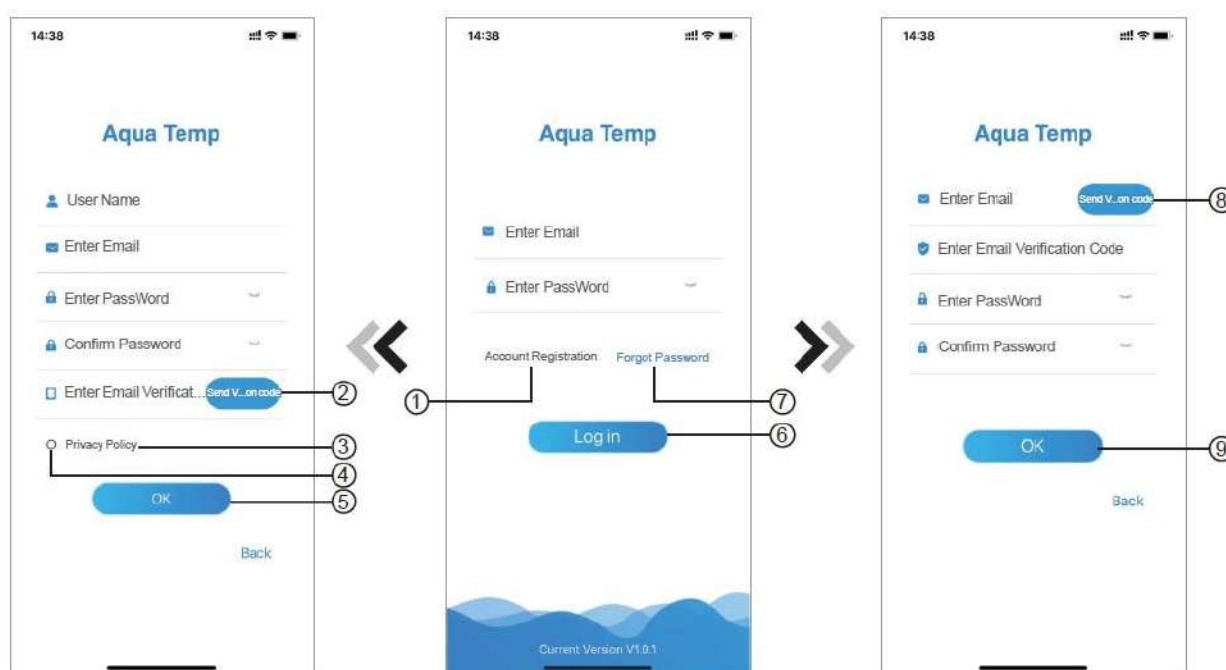 14:38
Aqua Temp
User Name
Enter Email
Enter PassWord
Confirm Password
Enter Email Verificat... Send V...on code
②
Privacy Policy
③
④
OK
⑤
Back
14:38
Aqua Temp
Enter Email
Enter PassWord
Account Registration Forgot Password
①
⑦
Log in
⑥
Current Version V1.0.1
14:38
Aqua Temp
Enter Email Send V...on code
⑧
Enter Email Verification Code
Enter PassWord
Confirm Password
OK
⑨
Back